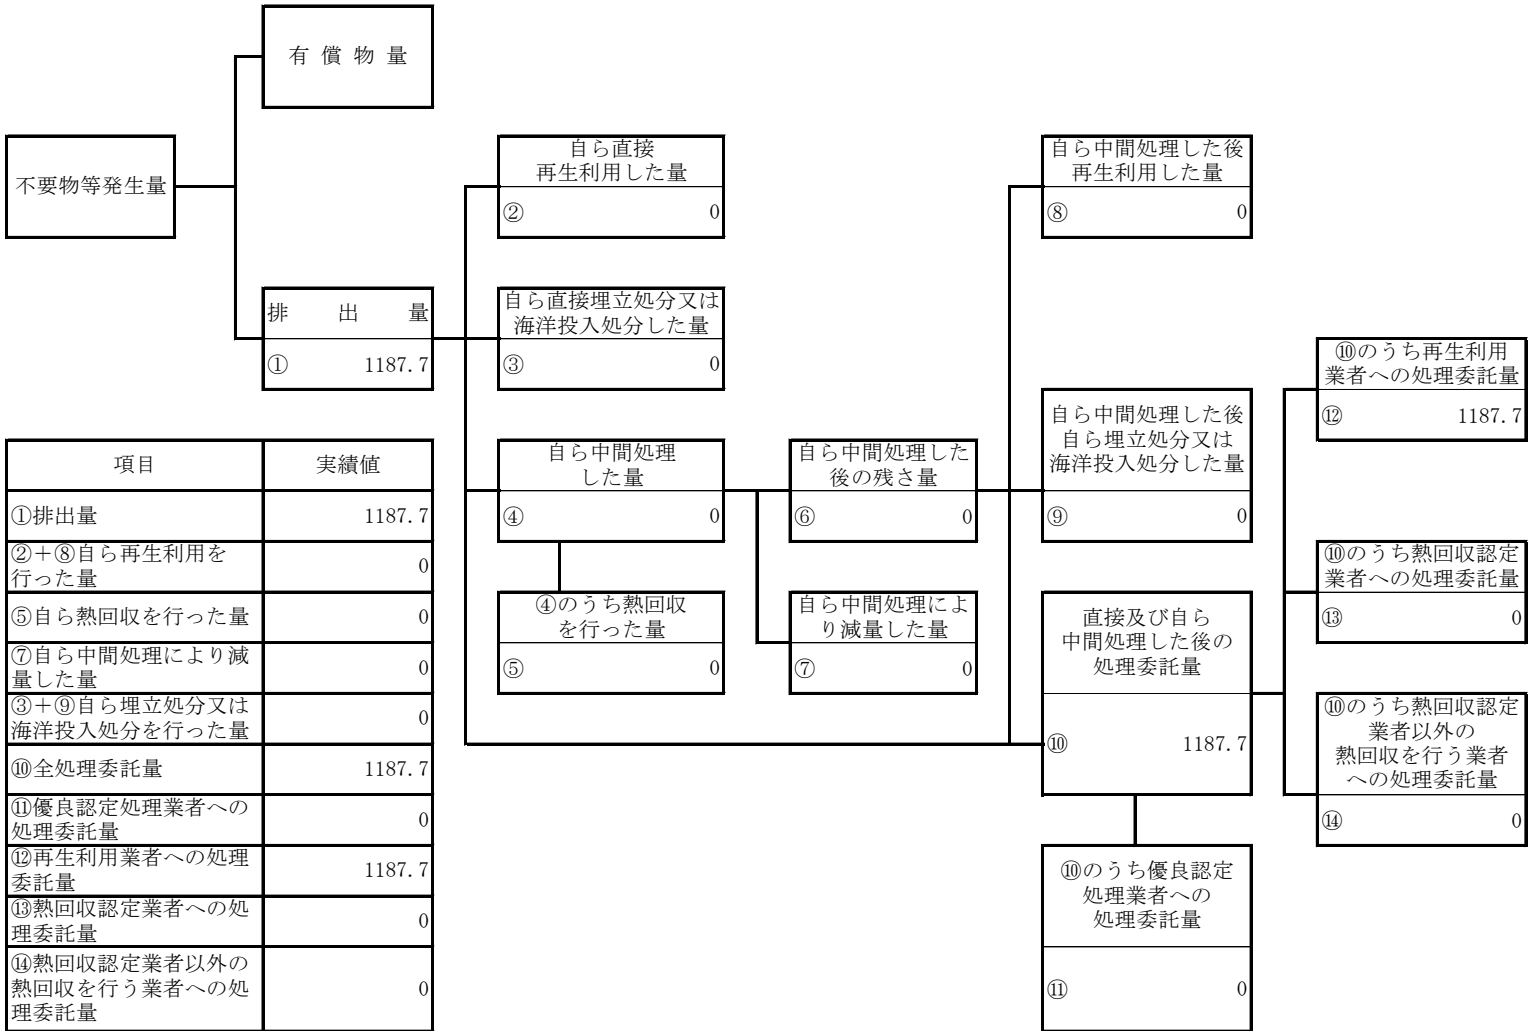 有償物量
不要物等発生量
排出量
① 1187.7
自ら直接
再生利用した量
② 0
自ら直接埋立処分又は
海洋投入処分した量
③ 0
自ら中間処理
した量
④ 0
④のうち熱回収
を行った量
⑤ 0
自ら中間処理した
後の残さ量
⑥ 0
自ら中間処理によ
り減量した量
⑦ 0
自ら中間処理した後
再生利用した量
⑧ 0
自ら中間処理した後
自ら埋立処分又は
海洋投入処分した量
⑨ 0
直接及び自ら
中間処理した後の
処理委託量
⑩ 1187.7
⑩のうち優良認定
処理業者への
処理委託量
⑪ 0
⑩のうち再生利用
業者への処理委託量
⑫ 1187.7
⑩のうち熱回収認定
業者への処理委託量
⑬ 0
⑩のうち熱回収認定
業者以外の
熱回収を行う業者
への処理委託量
⑭ 0
項目 実績値
①排出量 1187.7
②+⑧自ら再生利用を
行った量 0
⑤自ら熱回収を行った量 0
⑦自ら中間処理により減
量した量 0
③+⑨自ら埋立処分又は
海洋投入処分を行った量 0
⑩全処理委託量 1187.7
⑪優良認定処理業者への
処理委託量 0
⑫再生利用業者への処理
委託量 1187.7
⑬熱回収認定業者への処
理委託量 0
⑭熱回収認定業者以外の
熱回収を行う業者への処
理委託量 0